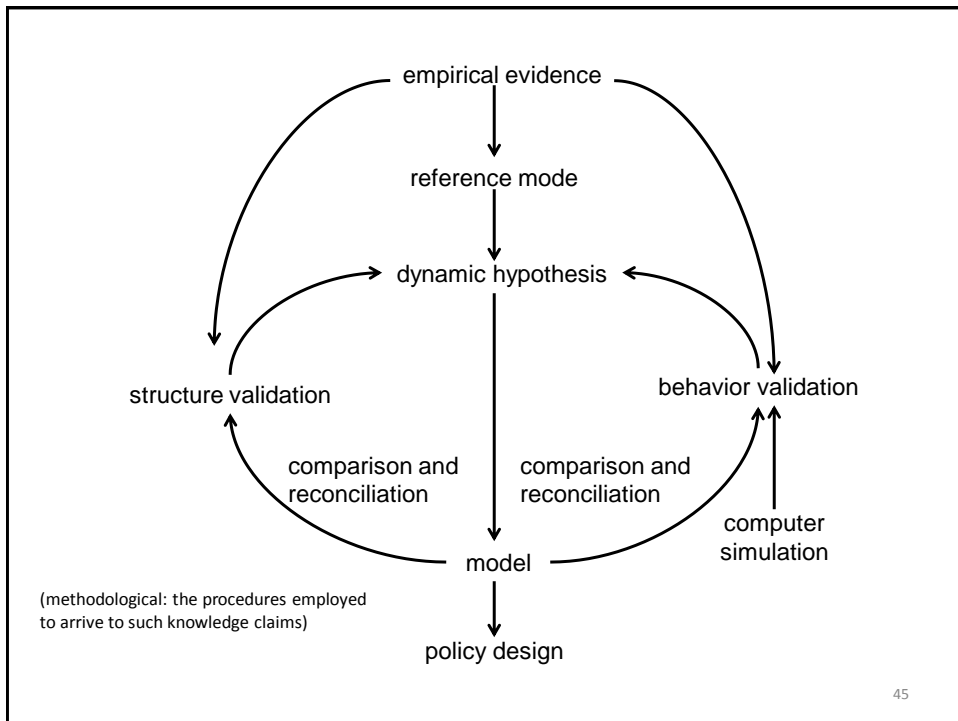 empirical evidence
reference mode
dynamic hypothesis
structure validation
behavior validation
comparison and
reconciliation
comparison and
reconciliation
computer
simulation
model
(methodological: the procedures employed
to arrive to such knowledge claims)
policy design
45